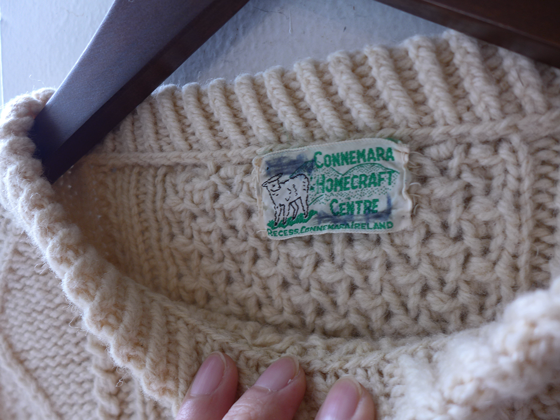 CONNEMARA
HOMECRAFT
CENTRE
RECESS, CONNEMARA IRELAND